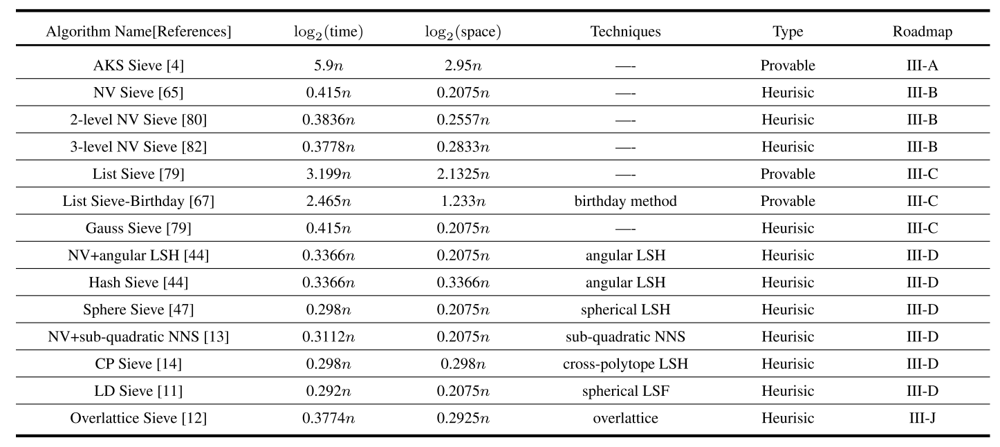 Algorithm Name[References] log₂(time) log₂(space) Techniques Type Roadmap
AKS Sieve [4] 5.9n 2.95n —- Provable III-A
NV Sieve [65] 0.415n 0.2075n —- Heurisic III-B
2-level NV Sieve [80] 0.3836n 0.2557n —- Heurisic III-B
3-level NV Sieve [82] 0.3778n 0.2833n —- Heurisic III-B
List Sieve [79] 3.199n 2.1325n —- Provable III-C
List Sieve-Birthday [67] 2.465n 1.233n birthday method Provable III-C
Gauss Sieve [79] 0.415n 0.2075n —- Heurisic III-C
NV+angular LSH [44] 0.3366n 0.2075n angular LSH Heurisic III-D
Hash Sieve [44] 0.3366n 0.3366n angular LSH Heurisic III-D
Sphere Sieve [47] 0.298n 0.2075n spherical LSH Heurisic III-D
NV+sub-quadratic NNS [13] 0.3112n 0.2075n sub-quadratic NNS Heurisic III-D
CP Sieve [14] 0.298n 0.298n cross-polytope LSH Heurisic III-D
LD Sieve [11] 0.292n 0.2075n spherical LSF Heurisic III-D
Overlattice Sieve [12] 0.3774n 0.2925n overlattice Heurisic III-J